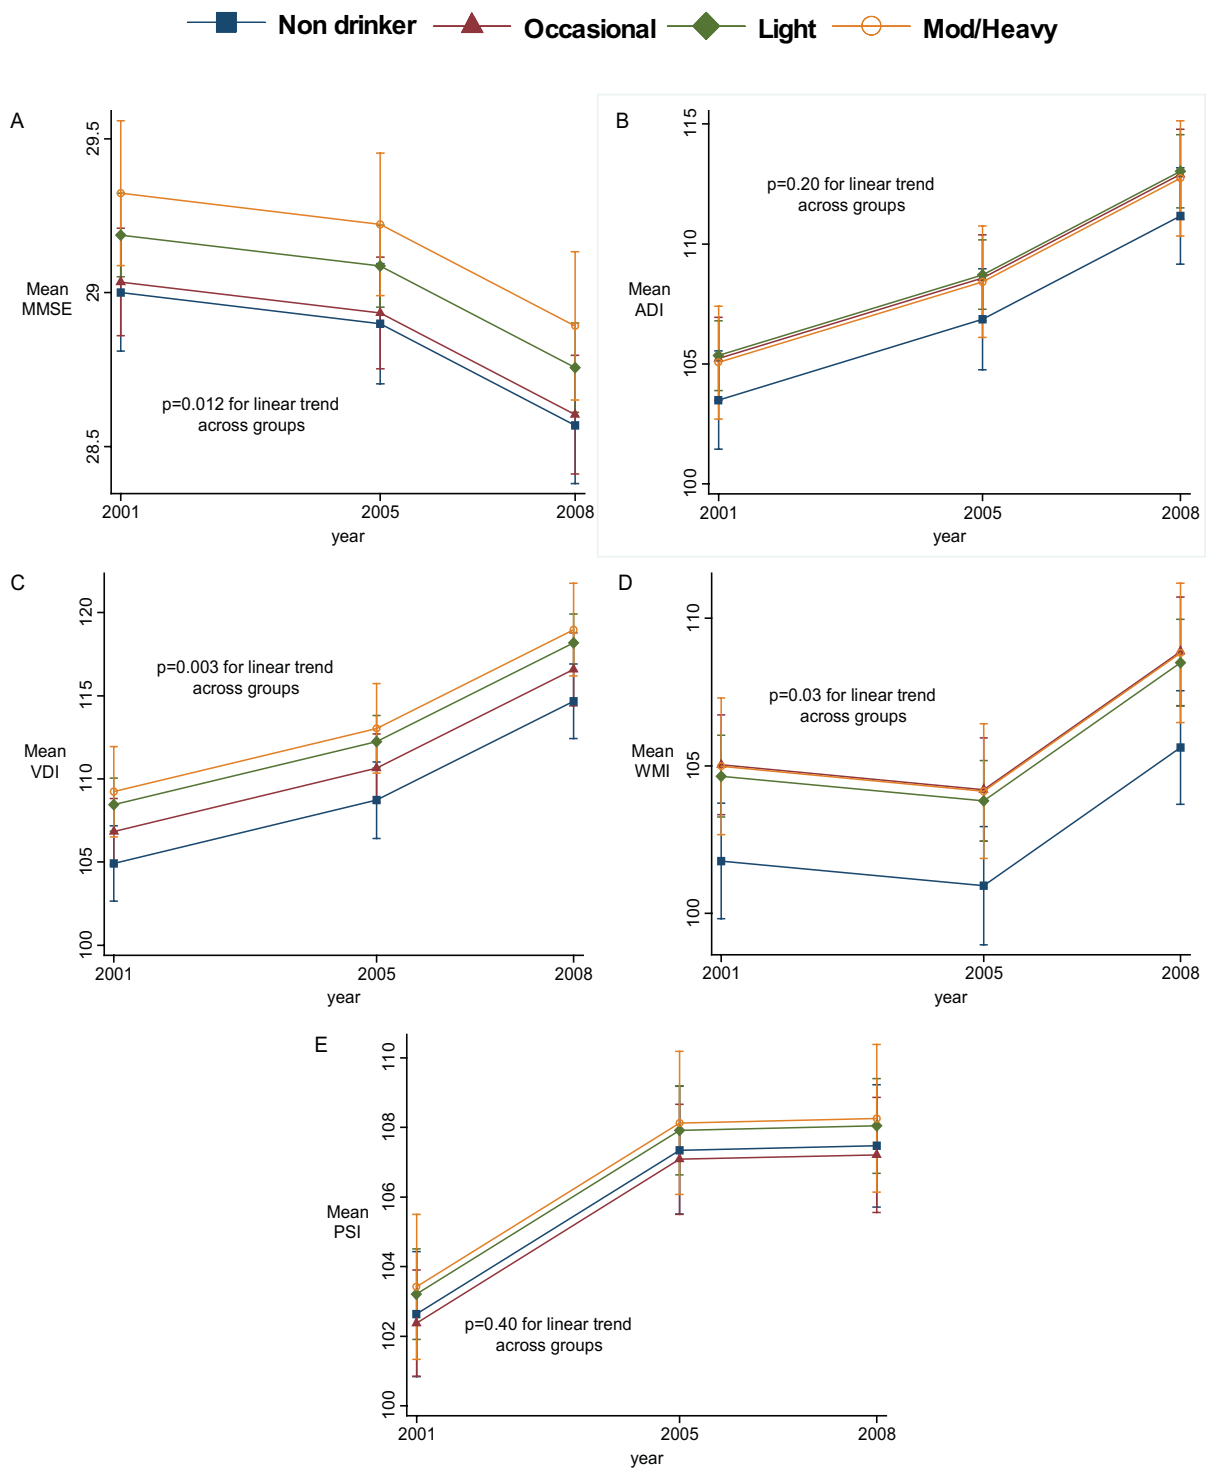 Non drinker Occasional Light Mod/Heavy
A
29.5
29
28.5
Mean
MMSE
p=0.012 for linear trend
across groups
2001 2005 2008
year
B
115
110
105
100
Mean
ADI
p=0.20 for linear trend
across groups
2001 2005 2008
year
C
120
115
110
105
100
Mean
VDI
p=0.003 for linear trend
across groups
2001 2005 2008
year
D
110
105
100
Mean
WMI
p=0.03 for linear trend
across groups
2001 2005 2008
year
E
110
108
106
104
102
100
Mean
PSI
p=0.40 for linear trend
across groups
2001 2005 2008
year